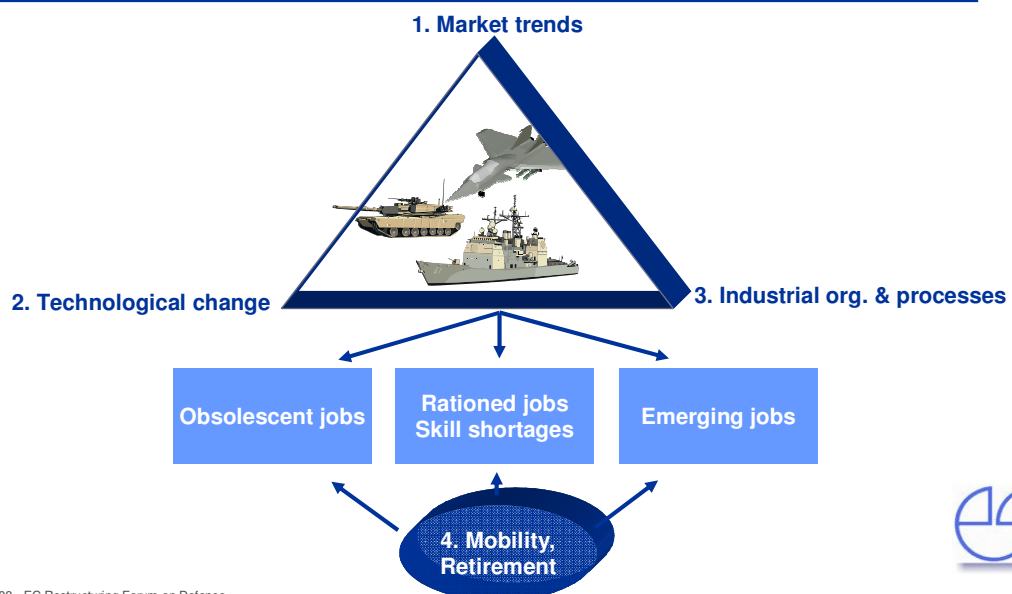 1. Market trends
2. Technological change
3. Industrial org. & processes
Obsolescent jobs
Rationed jobs
Skill shortages
Emerging jobs
4. Mobility,
Retirement